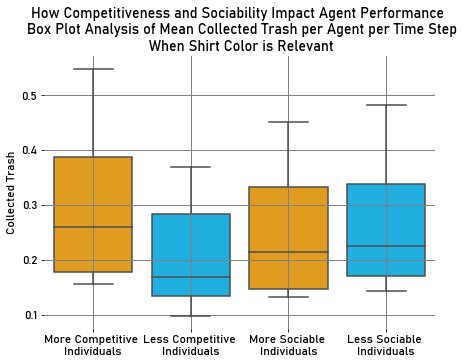 How Competitiveness and Sociability Impact Agent Performance
Box Plot Analysis of Mean Collected Trash per Agent per Time Step
When Shirt Color is Relevant
Collected Trash
0.5
0.4
0.3
0.2
0.1
More Competitive
Individuals
Less Competitive
Individuals
More Sociable
Individuals
Less Sociable
Individuals